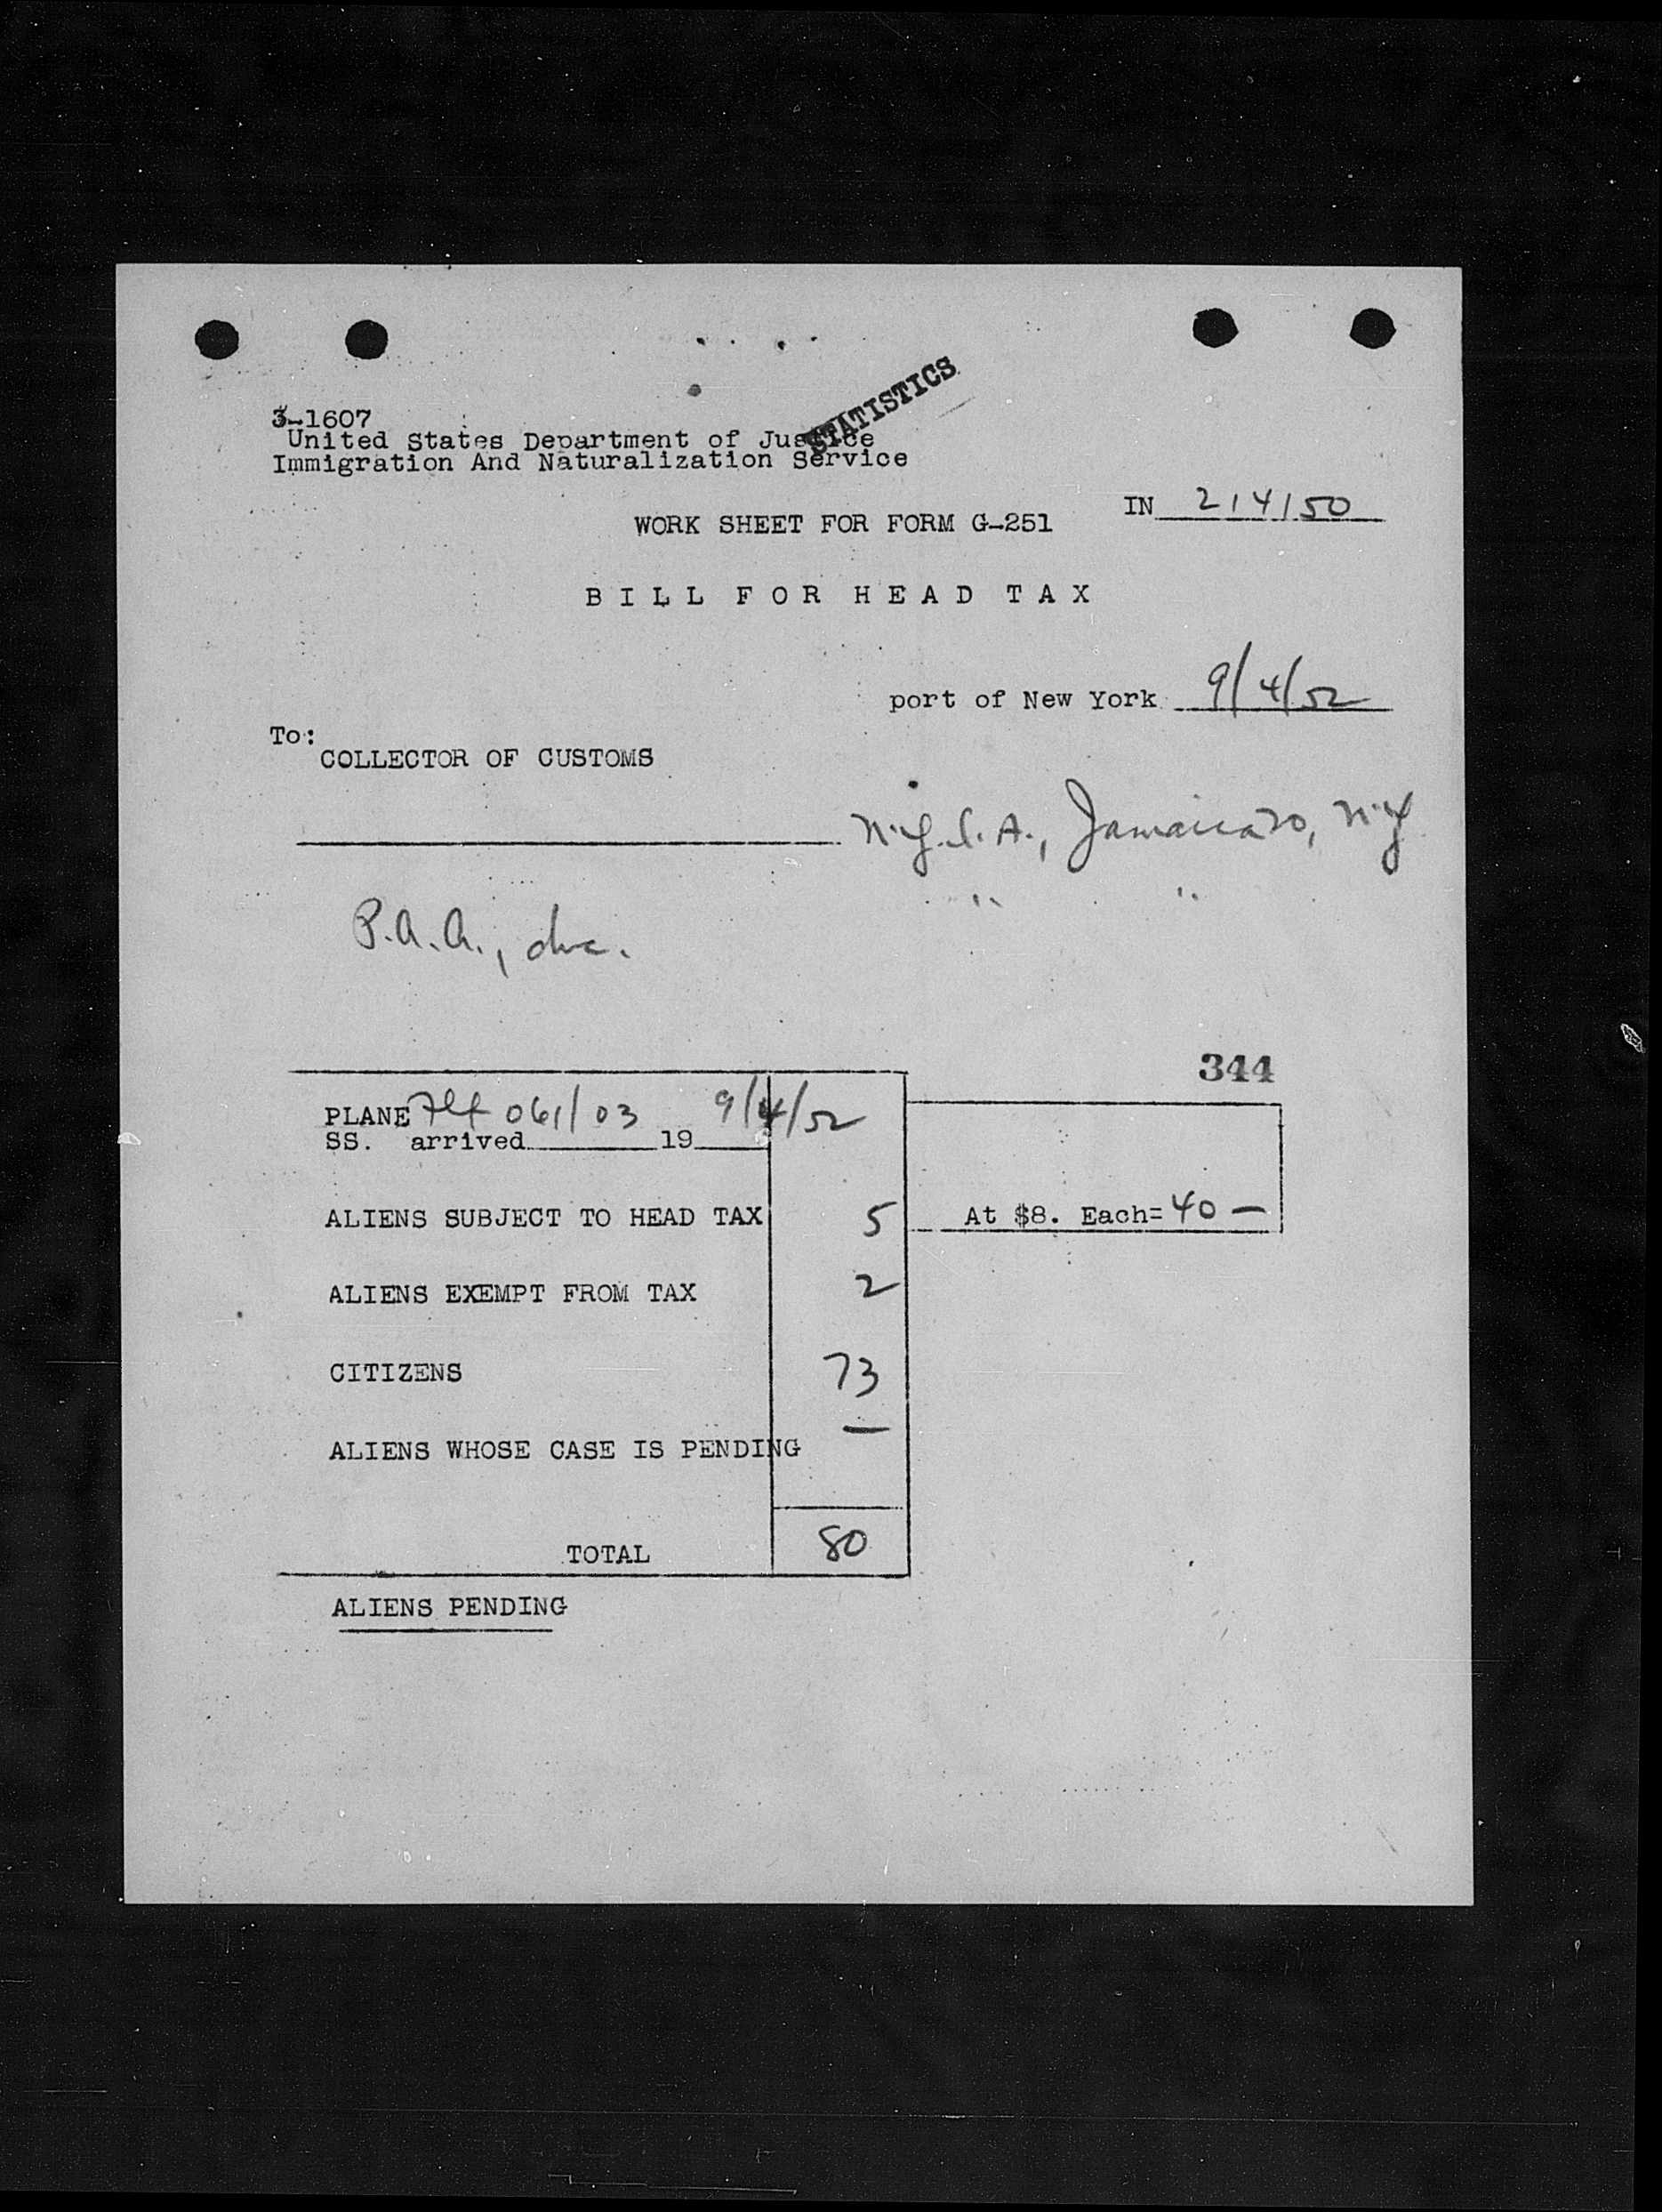 STATISTICS
3-1607
United States Department of Justice
Immigration And Naturalization Service
IN 214150
WORK SHEET FOR FORM G-251
BILL FOR HEAD TAX
port of New York 9/4/52
To:
COLLECTOR OF CUSTOMS
N.Y.I.A., Jamaica 30, N.Y.
" "
P.A.A., Inc.
344
PLANE Flt 061/03 9/4/52
SS. arrived 19
ALIENS SUBJECT TO HEAD TAX 5 At $8. Each= 40 —
ALIENS EXEMPT FROM TAX 2
CITIZENS 73
ALIENS WHOSE CASE IS PENDING —
TOTAL 80
ALIENS PENDING